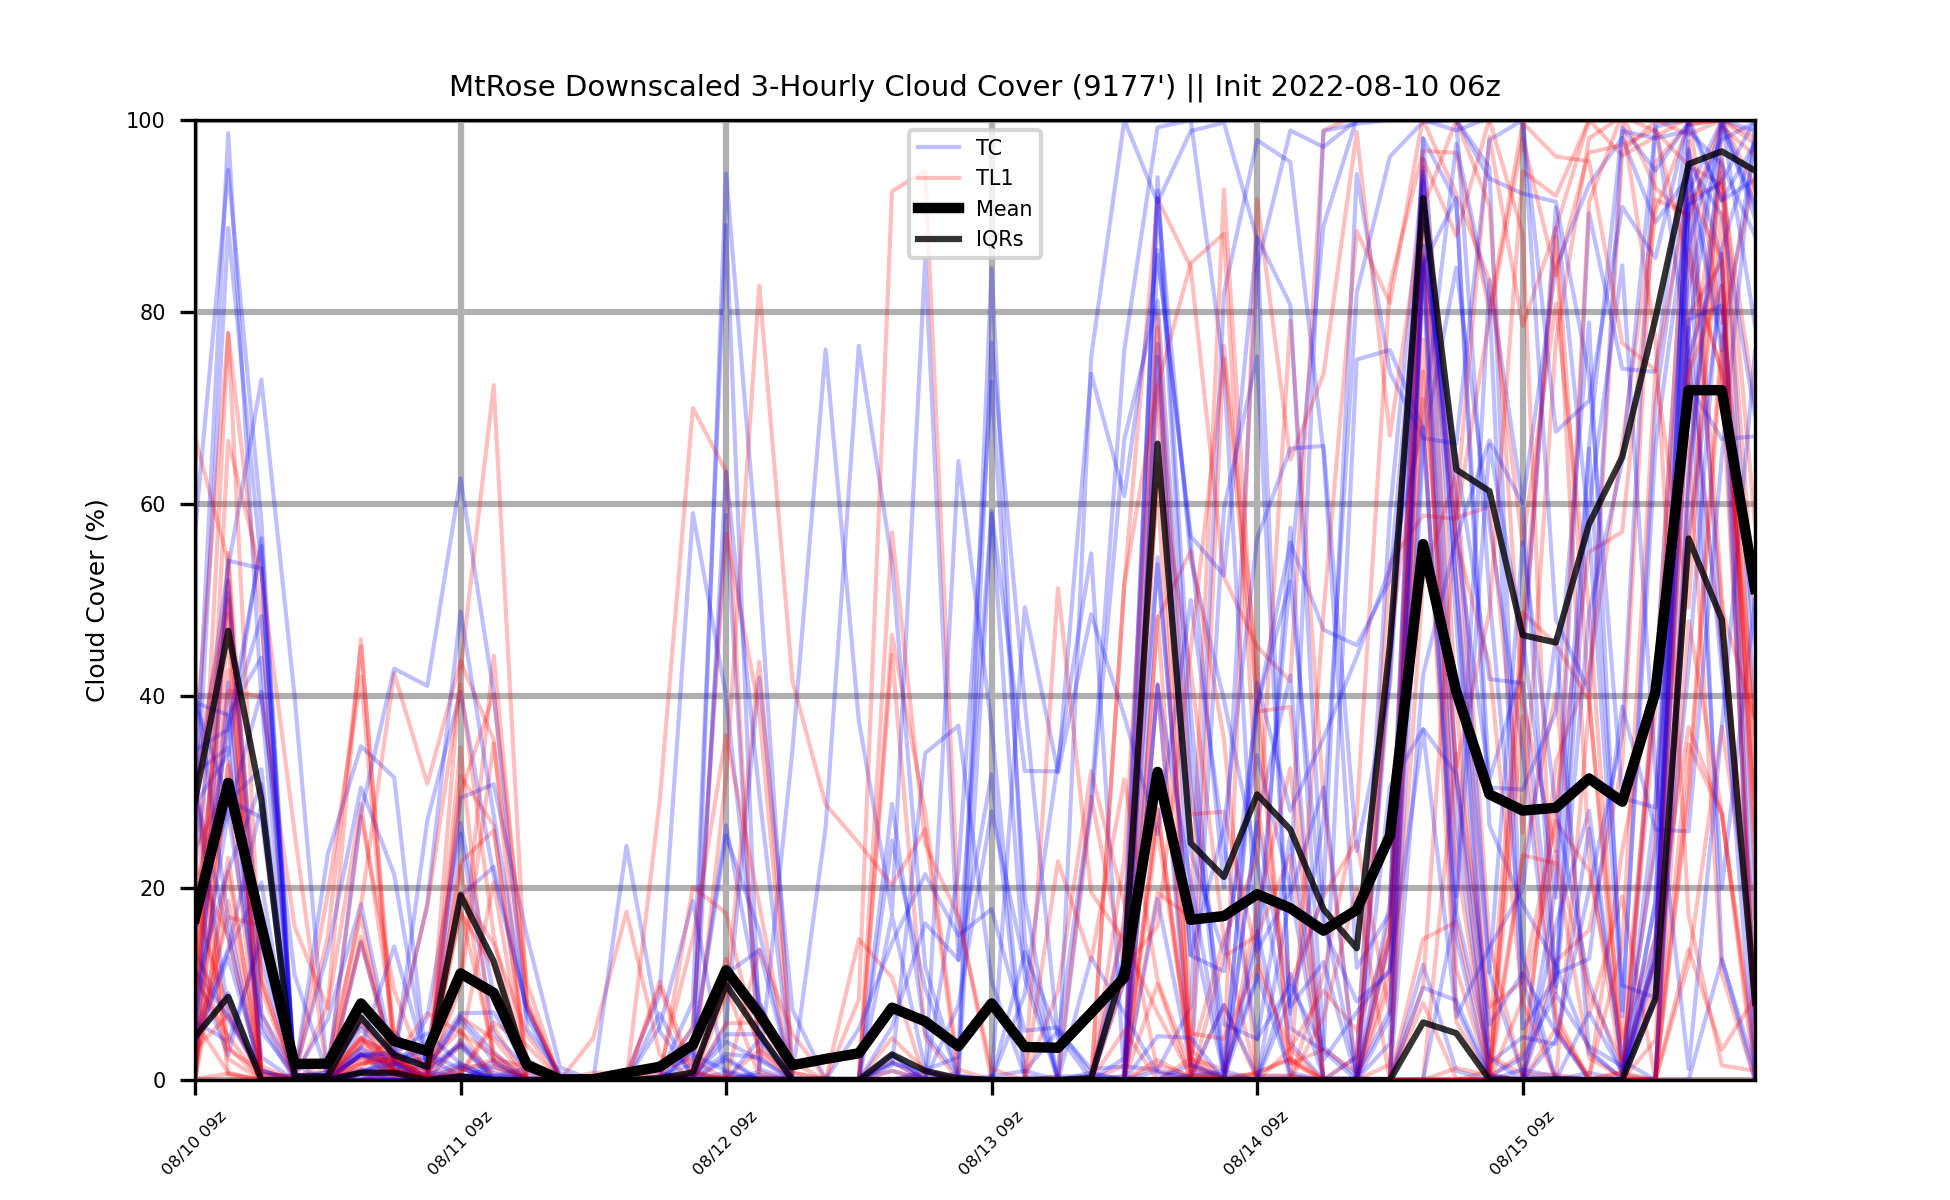 MtRose Downscaled 3-Hourly Cloud Cover (9177') || Init 2022-08-10 06z
TC
TL1
Mean
IQRs
Cloud Cover (%)
100
80
60
40
20
0
08/10 09z
08/11 09z
08/12 09z
08/13 09z
08/14 09z
08/15 09z